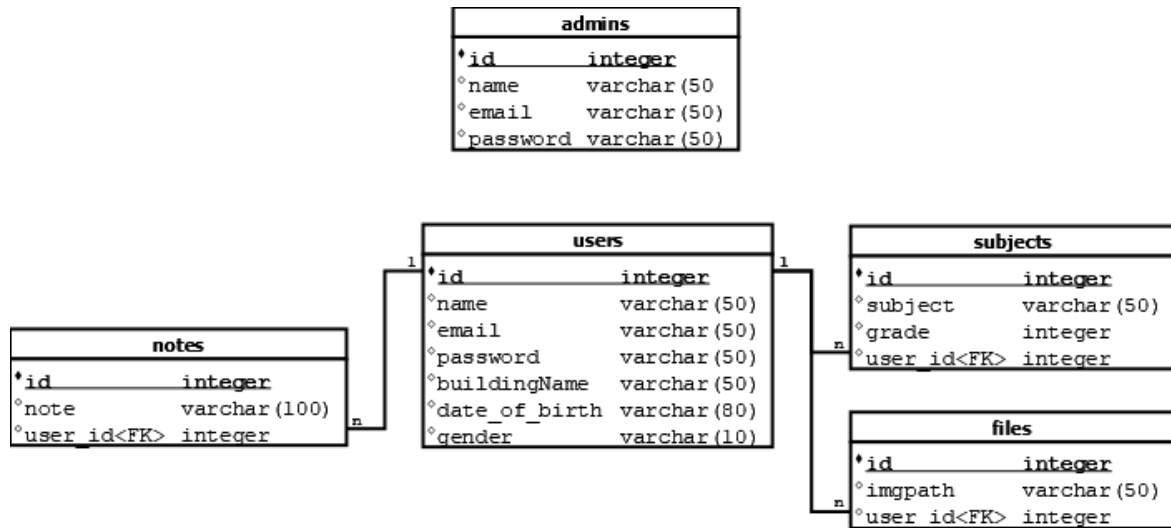 admins
id integer
name varchar(50
email varchar(50)
password varchar(50)
users
1 1
id integer
name varchar(50)
email varchar(50)
password varchar(50)
buildingName varchar(50)
date_of_birth varchar(80)
gender varchar(10)
subjects
id integer
subject varchar(50)
grade integer
n
user_id<FK> integer
notes
id integer
note varchar(100)
n
user_id<FK> integer
files
id integer
imgpath varchar(50)
n
user_id<FK> integer